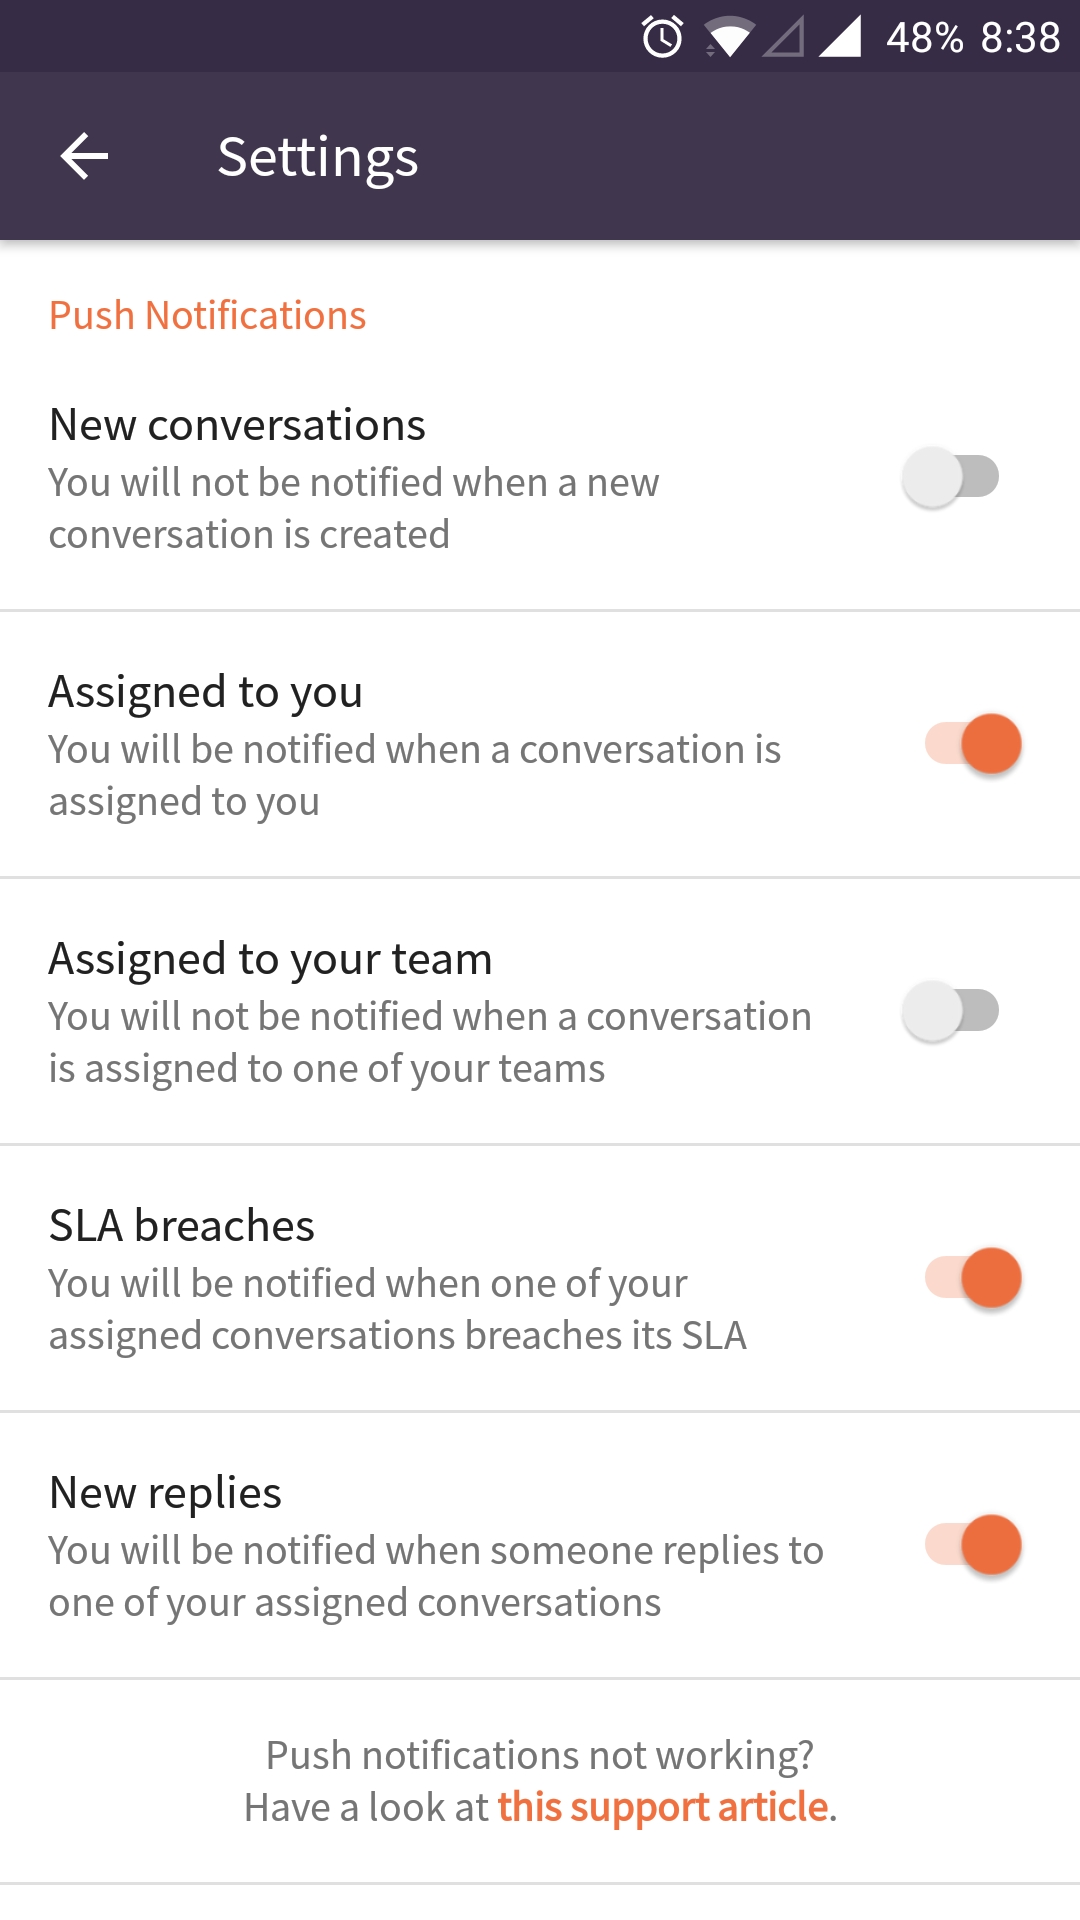 48% 8:38
Settings
Push Notifications
New conversations
You will not be notified when a new
conversation is created
Assigned to you
You will be notified when a conversation is
assigned to you
Assigned to your team
You will not be notified when a conversation
is assigned to one of your teams
SLA breaches
You will be notified when one of your
assigned conversations breaches its SLA
New replies
You will be notified when someone replies to
one of your assigned conversations
Push notifications not working?
Have a look at this support article.